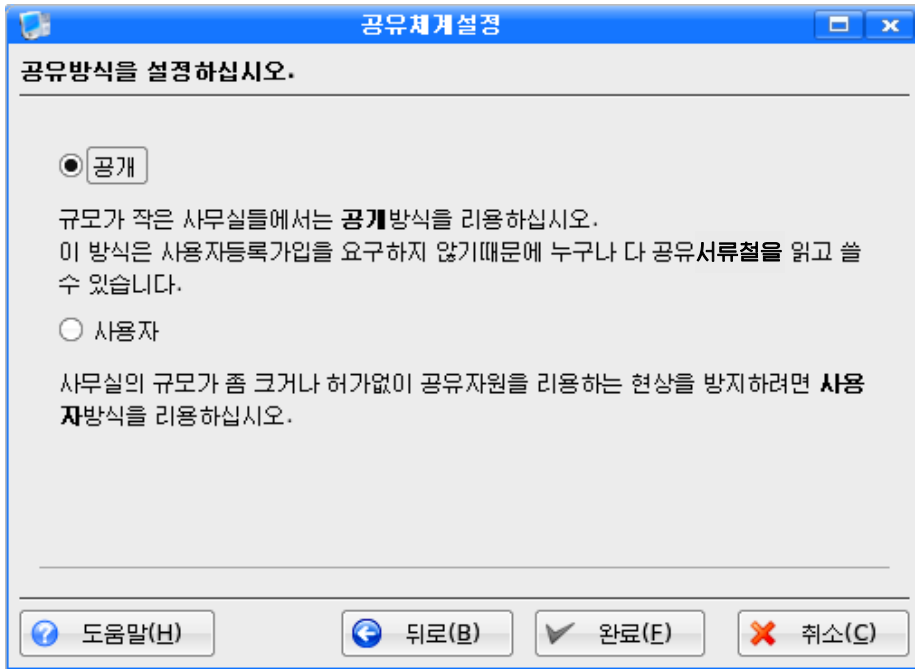 공유체계설정
공유방식을 설정하십시오.
공개
규모가 작은 사무실들에서는 공개방식을 리용하십시오.
이 방식은 사용자등록가입을 요구하지 않기때문에 누구나 다 공유서류철을 읽고 쓸
수 있습니다.
사용자
사무실의 규모가 좀 크거나 허가없이 공유자원을 리용하는 현상을 방지하려면 사용
자방식을 리용하십시오.
도움말(H) 뒤로(B) 완료(F) 취소(C)